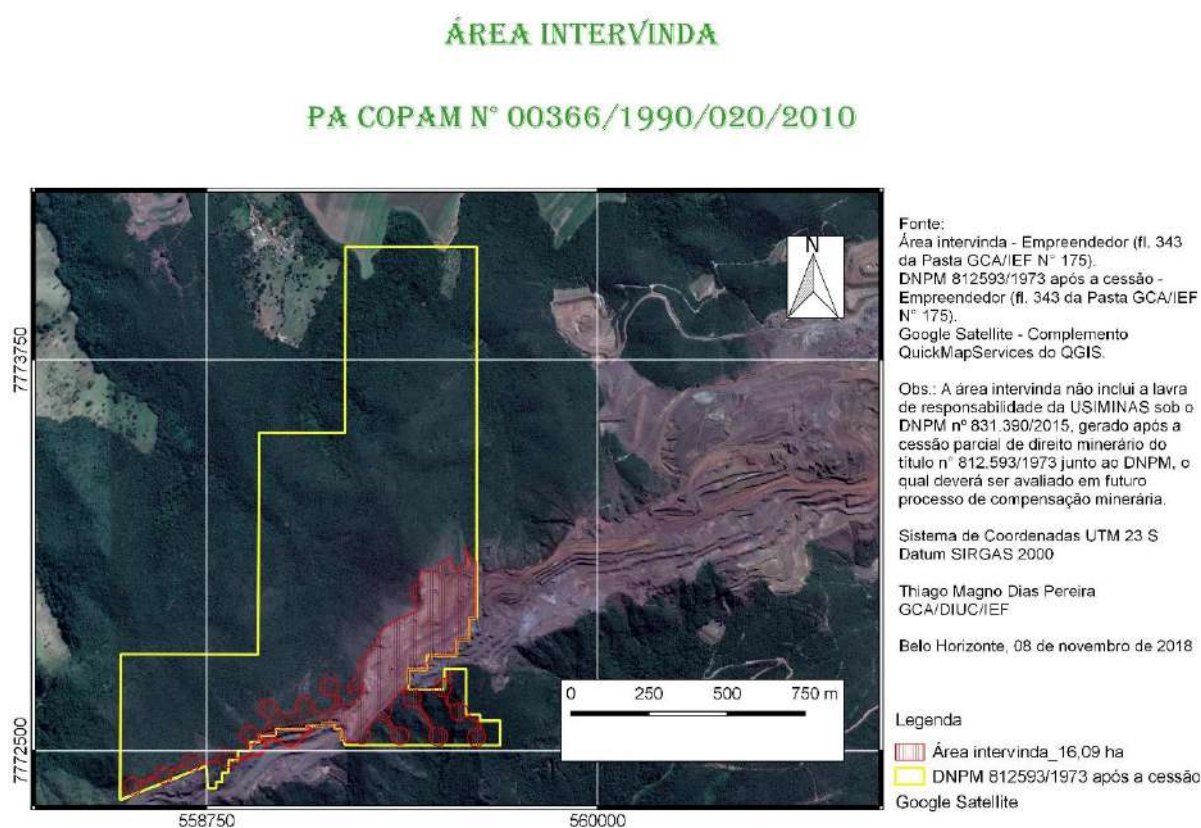 ÁREA INTERVINDA
PA COPAM N° 00366/1990/020/2010
N
Fonte:
Área intervinda - Empreendedor (fl. 343
da Pasta GCA/IEF N° 175).
DNPM 812593/1973 após a cessão -
Empreendedor (fl. 343 da Pasta GCA/IEF
N° 175).
Google Satellite - Complemento
QuickMapServices do QGIS.
Obs.: A área intervinda não inclui a lavra
de responsabilidade da USIMINAS sob o
DNPM nº 831.390/2015, gerado após a
cessão parcial de direito minerário do
título n° 812.593/1973 junto ao DNPM, o
qual deverá ser avaliado em futuro
processo de compensação minerária.
Sistema de Coordenadas UTM 23 S
Datum SIRGAS 2000
Thiago Magno Dias Pereira
GCA/DIUC/IEF
Belo Horizonte, 08 de novembro de 2018
Legenda
Área intervinda_16,09 ha
DNPM 812593/1973 após a cessão
Google Satellite
7773750
7772500
0 250 500 750 m
558750 560000